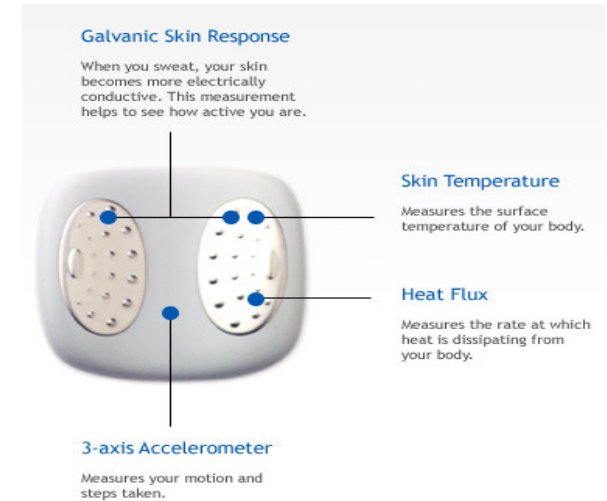 Galvanic Skin Response
When you sweat, your skin
becomes more electrically
conductive. This measurement
helps to see how active you are.
Skin Temperature
Measures the surface
temperature of your body.
Heat Flux
Measures the rate at which
heat is dissipating from
your body.
3-axis Accelerometer
Measures your motion and
steps taken.